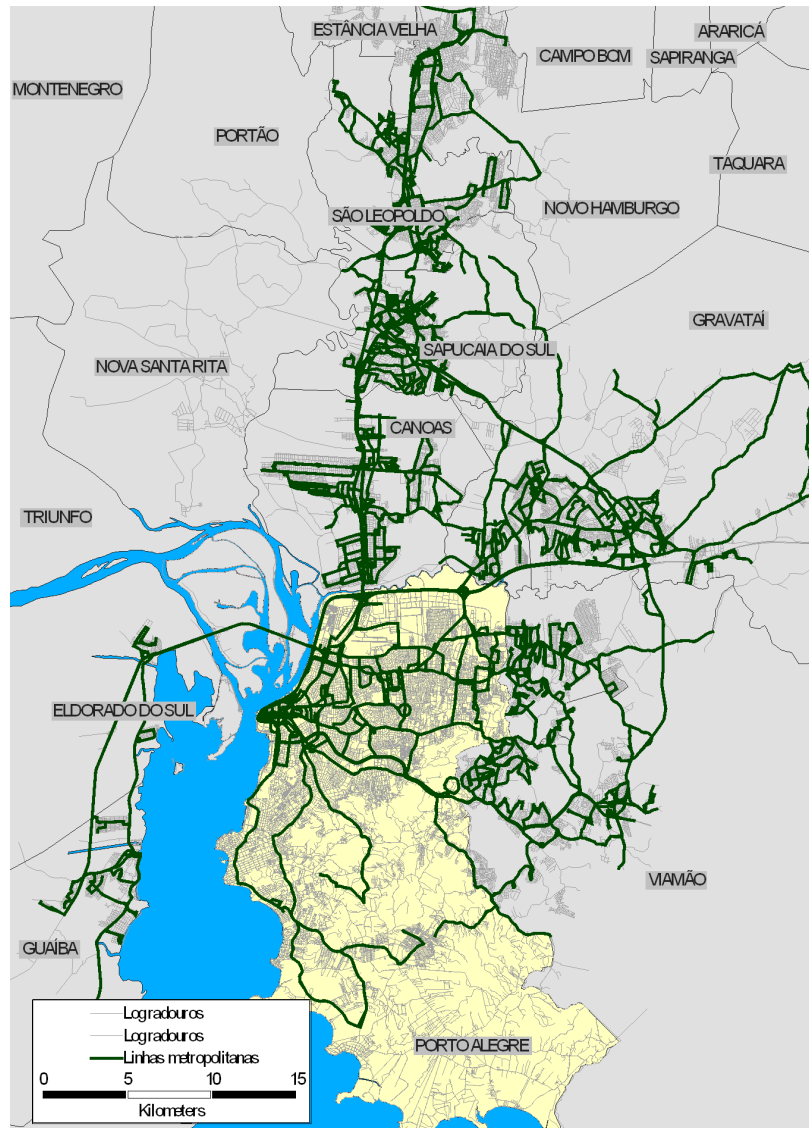 ESTÂNCIA VELHA
ARARICÁ
CAMPO BOM
SAPIRANGA
MONTENEGRO
PORTÃO
TAQUARA
SÃO LEOPOLDO
NOVO HAMBURGO
GRAVATAÍ
SAPUCAIA DO SUL
NOVA SANTA RITA
CANOAS
TRIUNFO
ELDORADO DO SUL
VIAMÃO
GUAÍBA
PORTO ALEGRE
Logradouros
Logradouros
Linhas metropolitanas
0 5 10 15
Kilometers